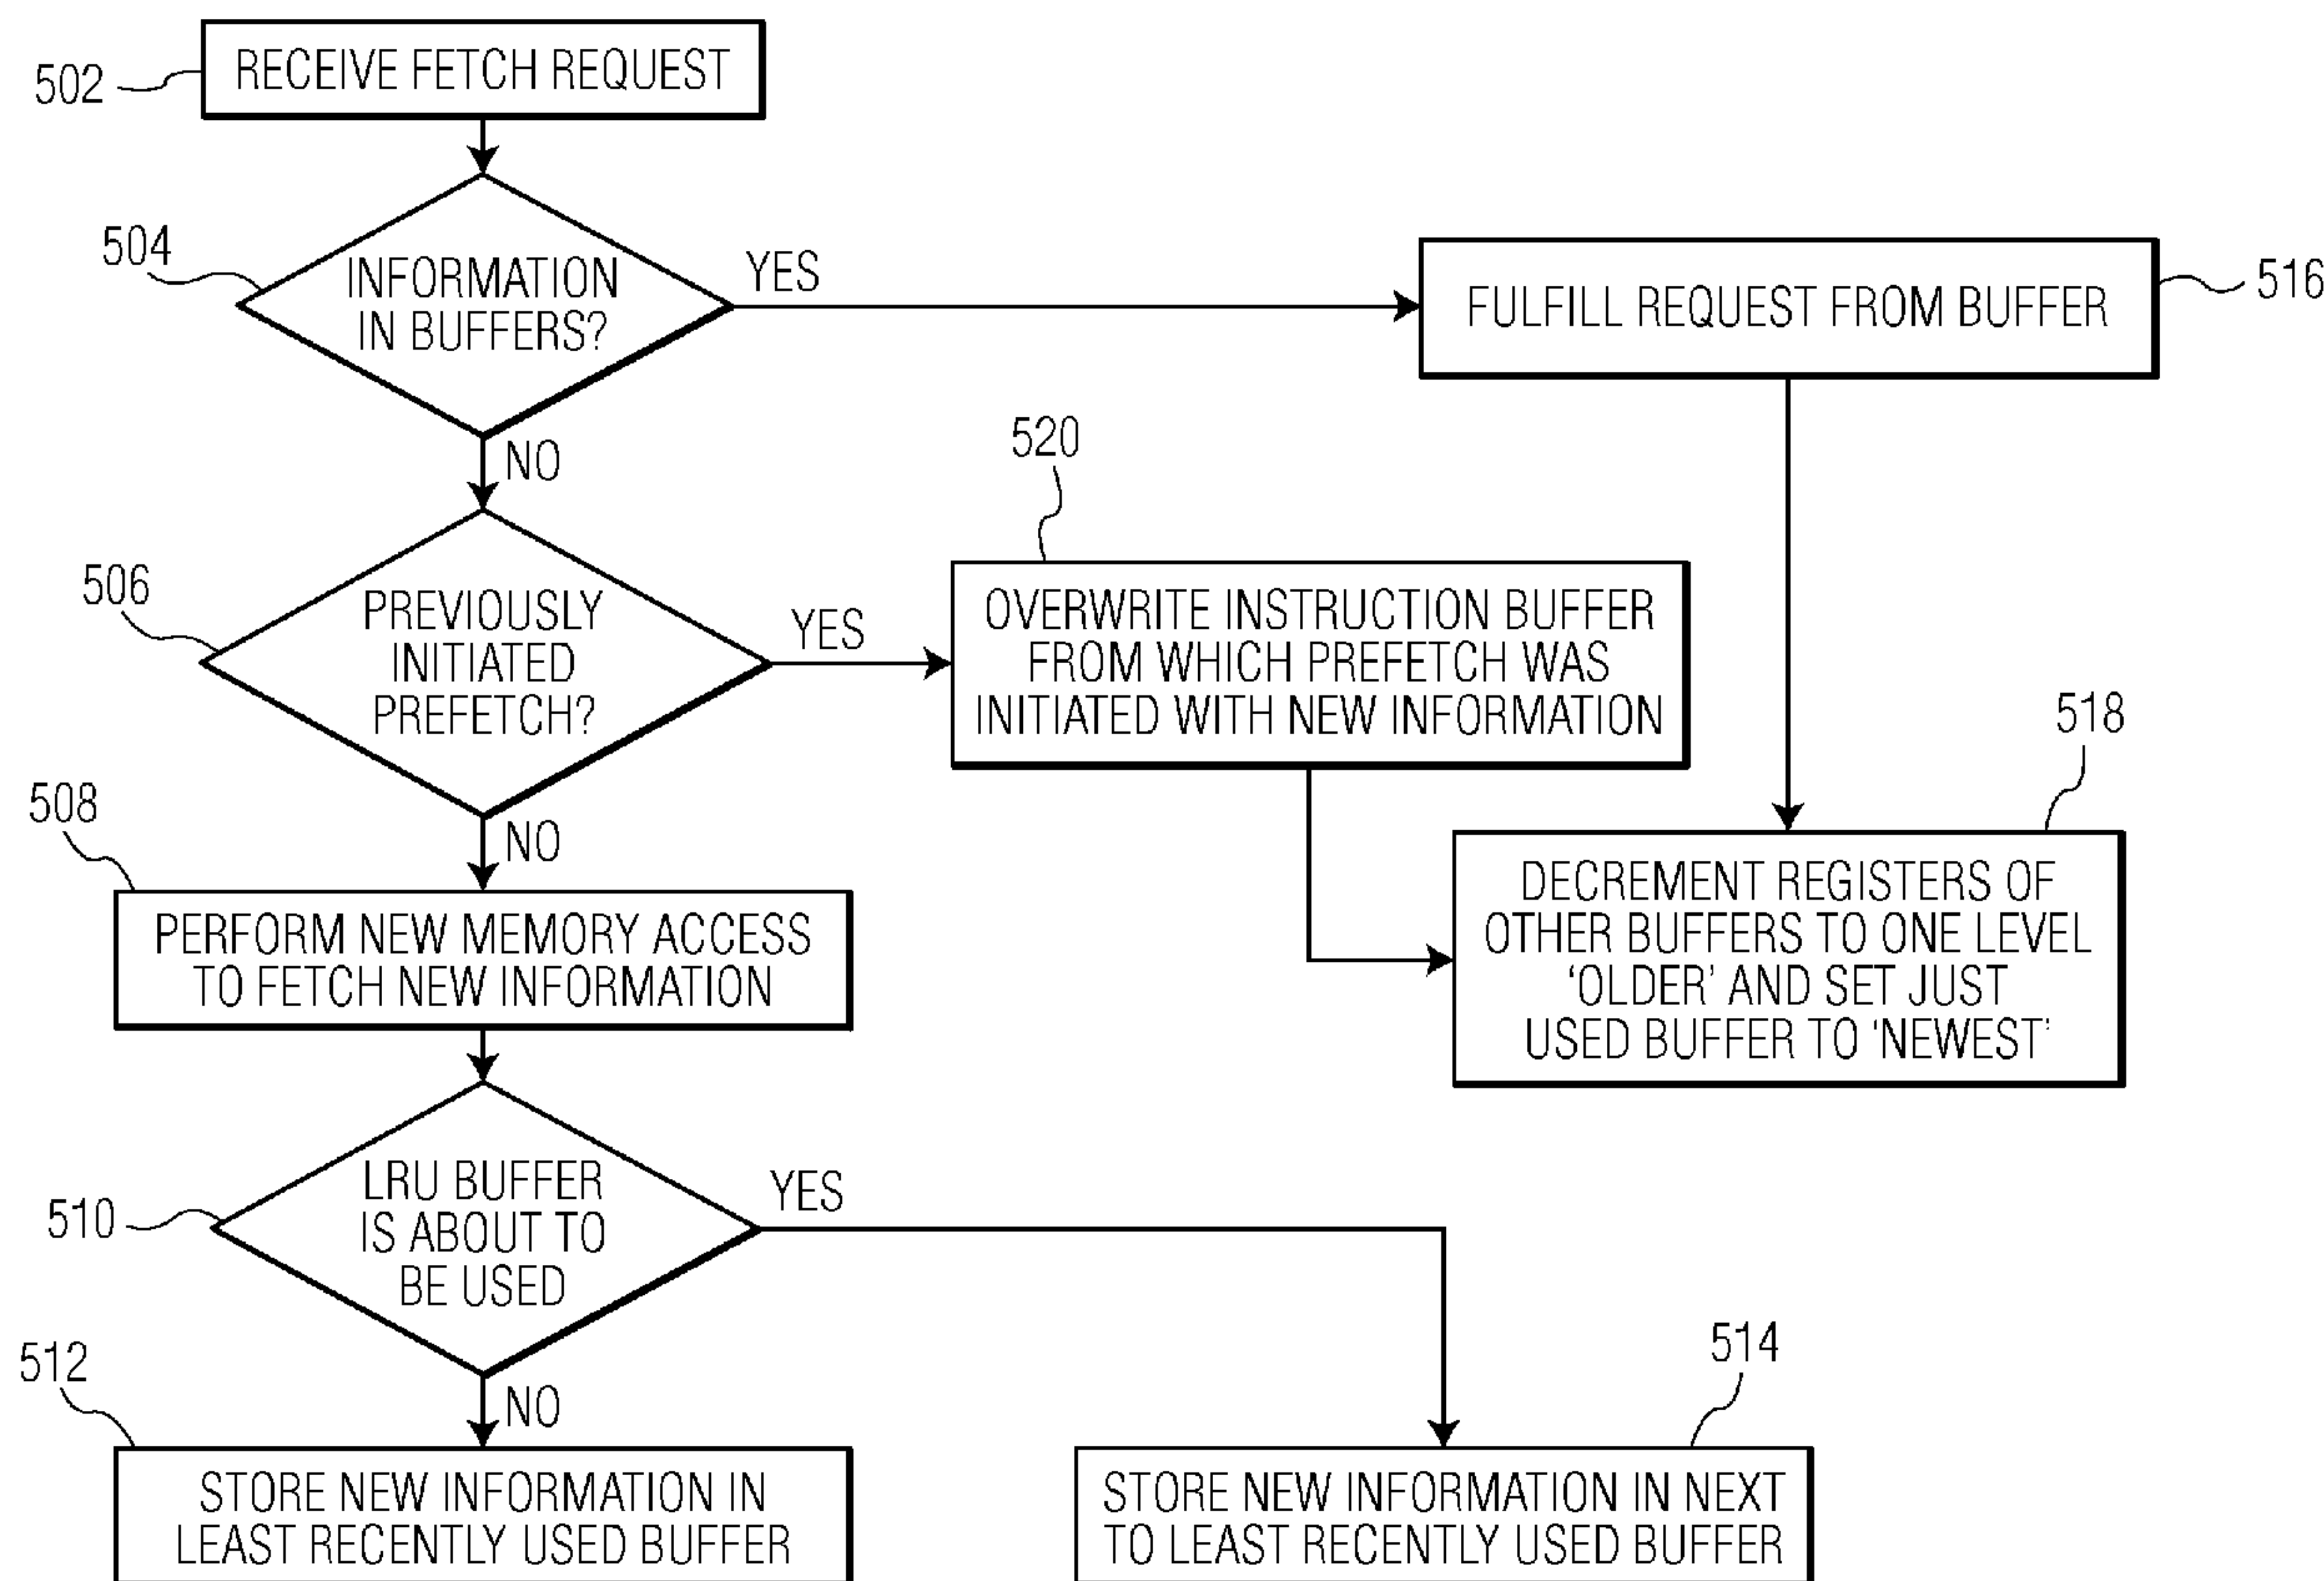 502
RECEIVE FETCH REQUEST
504
INFORMATION
IN BUFFERS?
YES
FULFILL REQUEST FROM BUFFER
516
NO
520
506
PREVIOUSLY
INITIATED
PREFETCH?
YES
OVERWRITE INSTRUCTION BUFFER
FROM WHICH PREFETCH WAS
INITIATED WITH NEW INFORMATION
518
508
NO
PERFORM NEW MEMORY ACCESS
TO FETCH NEW INFORMATION
DECREMENT REGISTERS OF
OTHER BUFFERS TO ONE LEVEL
‘OLDER’ AND SET JUST
USED BUFFER TO ‘NEWEST’
510
LRU BUFFER
IS ABOUT TO
BE USED
YES
512
NO
514
STORE NEW INFORMATION IN
LEAST RECENTLY USED BUFFER
STORE NEW INFORMATION IN NEXT
TO LEAST RECENTLY USED BUFFER